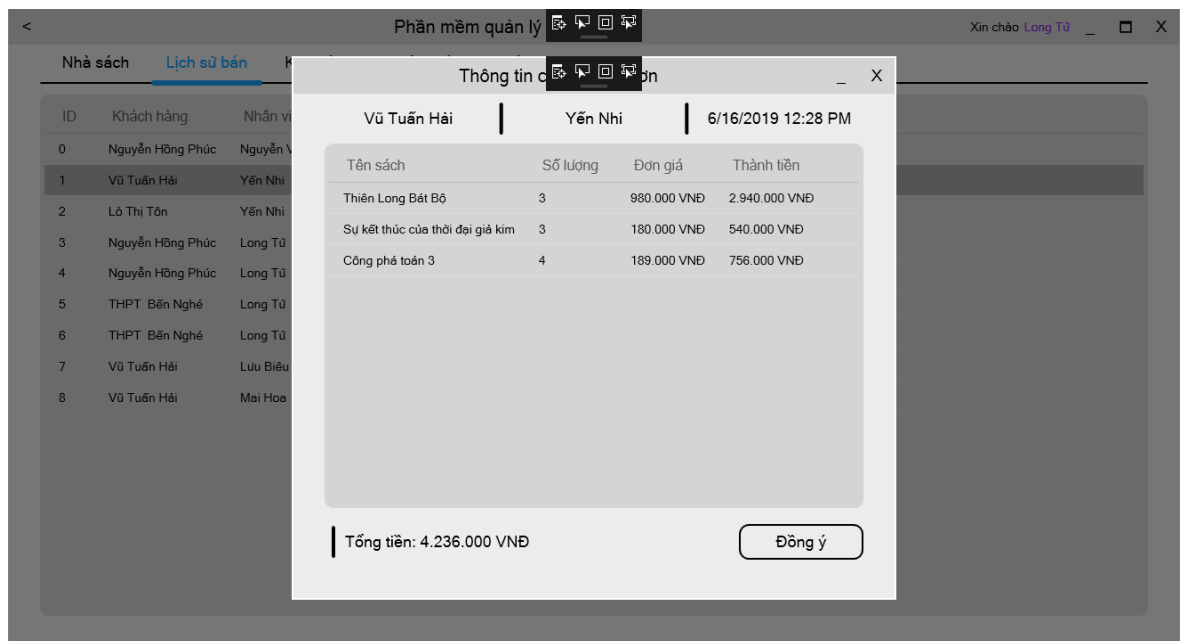 < Phần mềm quản lý Xin chào Long Tứ _ X
Nhà sách Lịch sử bán
Thông tin _ X
ID Khách hàng Nhân vi
0 Nguyễn Hồng Phúc Nguyễn V
1 Vũ Tuấn Hải Yến Nhi
2 Lò Thị Tôn Yến Nhi
3 Nguyễn Hồng Phúc Long Tứ
4 Nguyễn Hồng Phúc Long Tứ
5 THPT Bến Nghé Long Tứ
6 THPT Bến Nghé Long Tứ
7 Vũ Tuấn Hải Lưu Biêu
8 Vũ Tuấn Hải Mai Hoa
Vũ Tuấn Hải Yến Nhi 6/16/2019 12:28 PM
Tên sách Số lượng Đơn giá Thành tiền
Thiên Long Bát Bộ 3 980.000 VNĐ 2.940.000 VNĐ
Sự kết thúc của thời đại giả kim 3 180.000 VNĐ 540.000 VNĐ
Công phá toán 3 4 189.000 VNĐ 756.000 VNĐ
Tổng tiền: 4.236.000 VNĐ Đồng ý